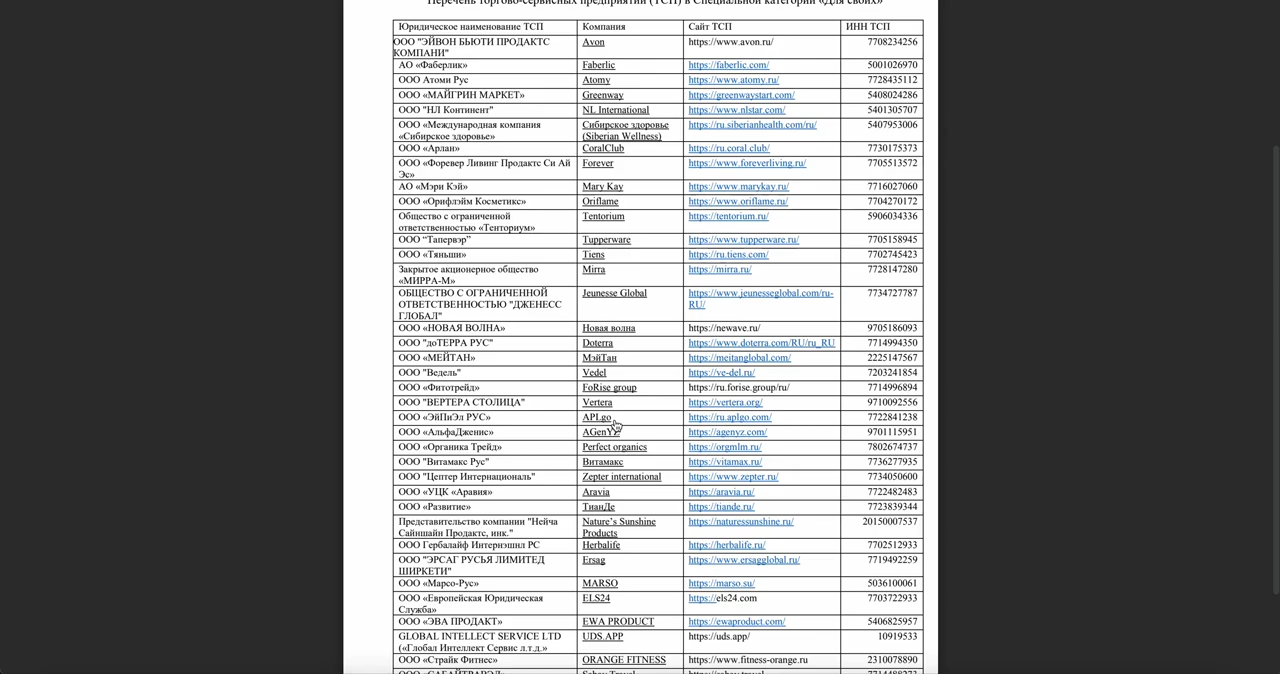 Перечень торгово-сервисных предприятий (ТСП) в Специальной категории «Для своих»
Юридическое наименование ТСП Компания Сайт ТСП ИНН ТСП
ООО "ЭЙВОН БЬЮТИ ПРОДАКТС Avon https://www.avon.ru/ 7708234256
КОМПАНИ"
АО «Фаберлик» Faberlic https://faberlic.com/ 5001026970
ООО Атоми Рус Atomy https://www.atomy.ru/ 7728435112
ООО «МАЙГРИН МАРКЕТ» Greenway https://greenwaystart.com/ 5408024286
ООО "НЛ Континент" NL International https://www.nlstar.com/ 5401305707
ООО «Международная компания Сибирское здоровье https://ru.siberianhealth.com/ru/ 5407953006
«Сибирское здоровье» (Siberian Wellness)
ООО «Арлан» CoralClub https://ru.coral.club/ 7730175373
ООО «Форевер Ливинг Продактс Си Ай Forever https://www.foreverliving.ru/ 7705513572
Эс»
АО «Мэри Кэй» Mary Kay https://www.marykay.ru/ 7716027060
ООО «Орифлэйм Косметикс» Oriflame https://www.oriflame.ru/ 7704270172
Общество с ограниченной Tentorium https://tentorium.ru/ 5906034336
ответственностью «Тенториум»
ООО “Тапервэр” Tupperware https://www.tupperware.ru/ 7705158945
ООО «Тяньши» Tiens https://ru.tiens.com/ 7702745423
Закрытое акционерное общество Mirra https://mirra.ru/ 7728147280
«МИРРА-М»
ОБЩЕСТВО С ОГРАНИЧЕННОЙ Jeunesse Global https://www.jeunesseglobal.com/ru-
ОТВЕТСТВЕННОСТЬЮ "ДЖЕНЕСС RU/ 7734727787
ГЛОБАЛ"
ООО «НОВАЯ ВОЛНА» Новая волна https://newave.ru/ 9705186093
ООО "доТЕРРА РУС" Doterra https://www.doterra.com/RU/ru_RU 7714994350
ООО «МЕЙТАН» МэйТан https://meitanglobal.com/ 2225147567
ООО "Ведель" Vedel https://ve-del.ru/ 7203241854
ООО «Фитотрейд» FoRise group https://ru.forise.group/ru/ 7714996894
ООО "ВЕРТЕРА СТОЛИЦА" Vertera https://vertera.org/ 9710092556
ООО «ЭйПиЭл РУС» APLgo https://ru.aplgo.com/ 7722841238
ООО «АльфаДженис» AGenYZ https://agenyz.com/ 9701115951
ООО «Органика Трейд» Perfect organics https://orgmlm.ru/ 7802674737
ООО "Витамакс Рус" Витамакс https://vitamax.ru/ 7736277935
ООО "Цептер Интернациональ" Zepter international https://www.zepter.ru/ 7734050600
ООО «УЦК «Аравия» Aravia https://aravia.ru/ 7722482483
ООО «Развитие» ТианДе https://tiande.ru/ 7723839344
Представительство компании "Нейча Nature’s Sunshine https://naturessunshine.ru/ 20150007537
Сайншайн Продактс, инк." Products
ООО Гербалайф Интернэшнл РС Herbalife https://herbalife.ru/ 7702512933
ООО "ЭРСАГ РУСЬЯ ЛИМИТЕД Ersag https://www.ersagglobal.ru/ 7719492259
ШИРКЕТИ"
ООО «Марсо-Рус» MARSO https://marso.su/ 5036100061
ООО «Европейская Юридическая ELS24 https://els24.com 7703722933
Служба»
ООО «ЭВА ПРОДАКТ» EWA PRODUCT https://ewaproduct.com/ 5406825957
GLOBAL INTELLECT SERVICE LTD UDS.APP https://uds.app/ 10919533
(«Глобал Интеллект Сервис л.т.д.»
ООО «Страйк Фитнес» ORANGE FITNESS https://www.fitness-orange.ru 2310078890